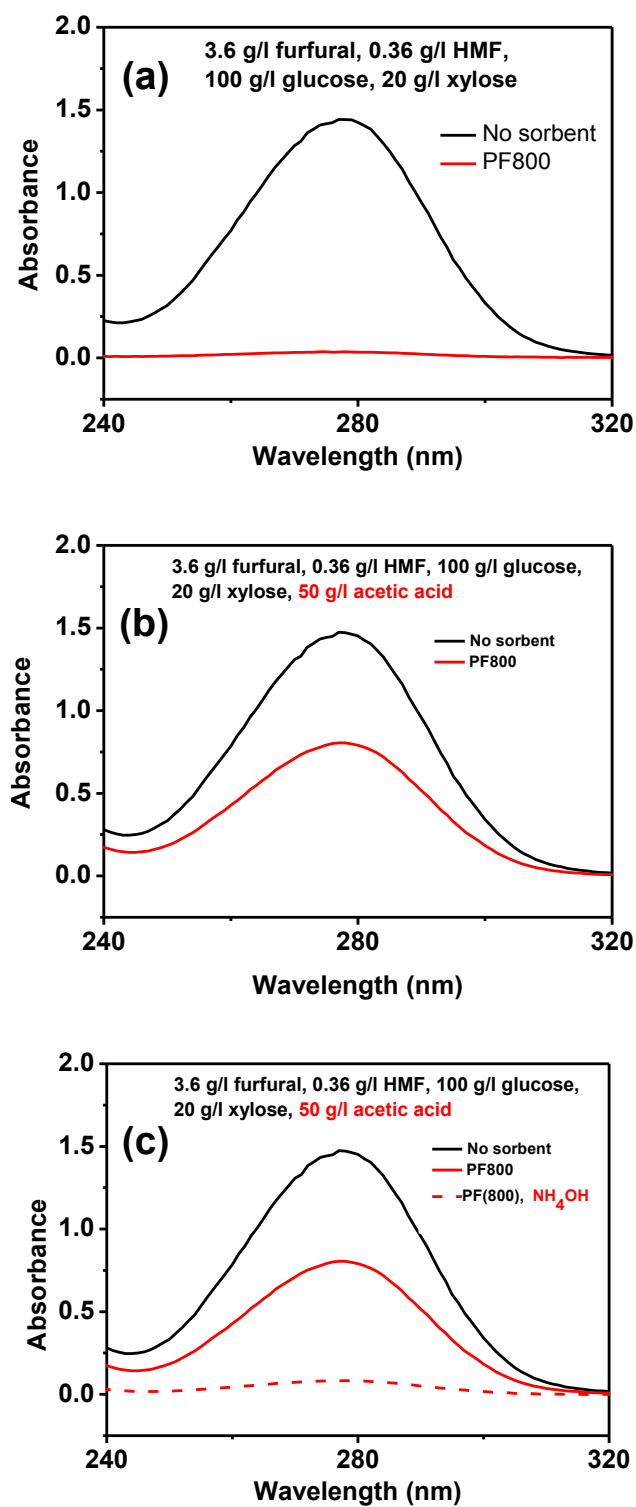 (a)
3.6 g/l furfural, 0.36 g/l HMF,
100 g/l glucose, 20 g/l xylose
No sorbent
PF800
2.0
1.5
1.0
0.5
0.0
Absorbance
240 280 320
Wavelength (nm)
(b)
3.6 g/l furfural, 0.36 g/l HMF, 100 g/l glucose,
20 g/l xylose, 50 g/l acetic acid
No sorbent
PF800
2.0
1.5
1.0
0.5
0.0
Absorbance
240 280 320
Wavelength (nm)
(c)
3.6 g/l furfural, 0.36 g/l HMF, 100 g/l glucose,
20 g/l xylose, 50 g/l acetic acid
No sorbent
PF800
PF(800), NH4OH
2.0
1.5
1.0
0.5
0.0
Absorbance
240 280 320
Wavelength (nm)